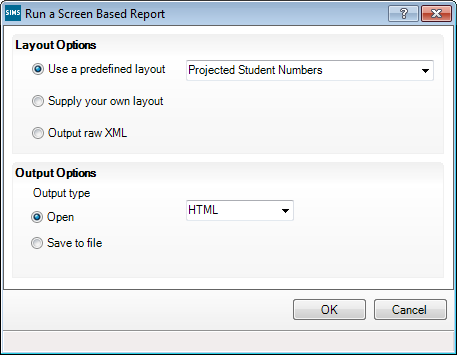 SIMS Run a Screen Based Report ?
Layout Options
Use a predefined layout Projected Student Numbers
Supply your own layout
Output raw XML
Output Options
Output type
Open HTML
Save to file
OK Cancel